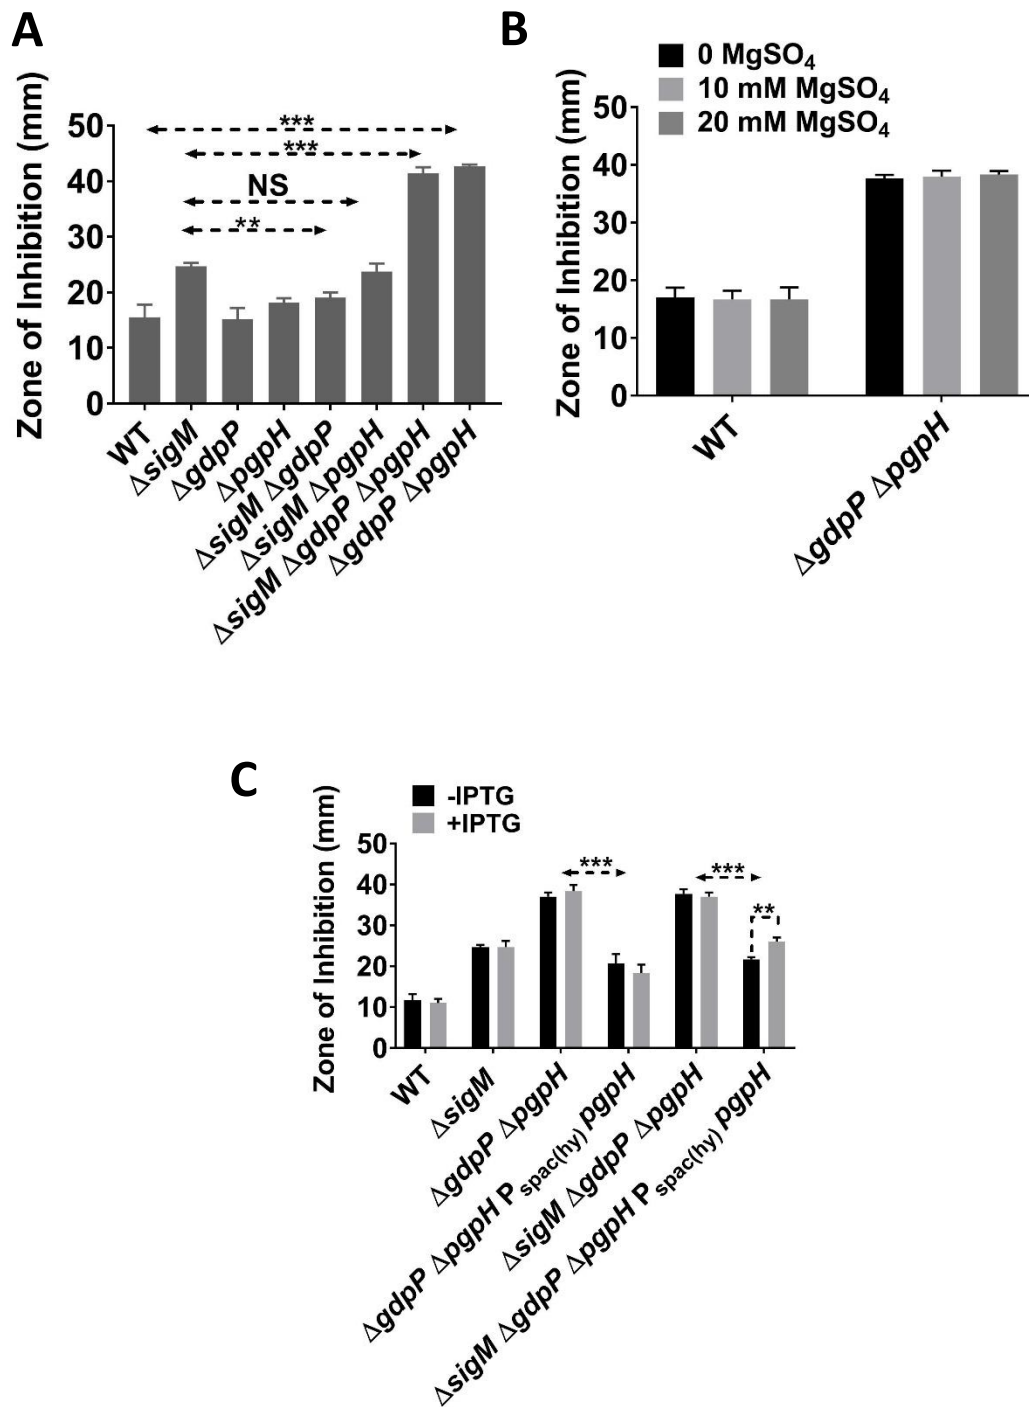 A
Zone of Inhibition (mm)
50
40
30
20
10
0
***
***
NS
**
WT
ΔsigM
ΔgdpP
ΔpgpH
ΔsigM ΔgdpP
ΔsigM ΔpgpH
ΔsigM ΔgdpP ΔpgpH
ΔgdpP ΔpgpH
B
0 MgSO₄
10 mM MgSO₄
20 mM MgSO₄
Zone of Inhibition (mm)
50
40
30
20
10
0
WT
ΔgdpP ΔpgpH
C
-IPTG
+IPTG
Zone of Inhibition (mm)
50
40
30
20
10
0
***
***
**
WT
ΔsigM
ΔgdpP ΔpgpH
ΔgdpP ΔpgpH Pspac(hy) pgpH
ΔsigM ΔgdpP ΔpgpH
ΔsigM ΔgdpP ΔpgpH Pspac(hy) pgpH